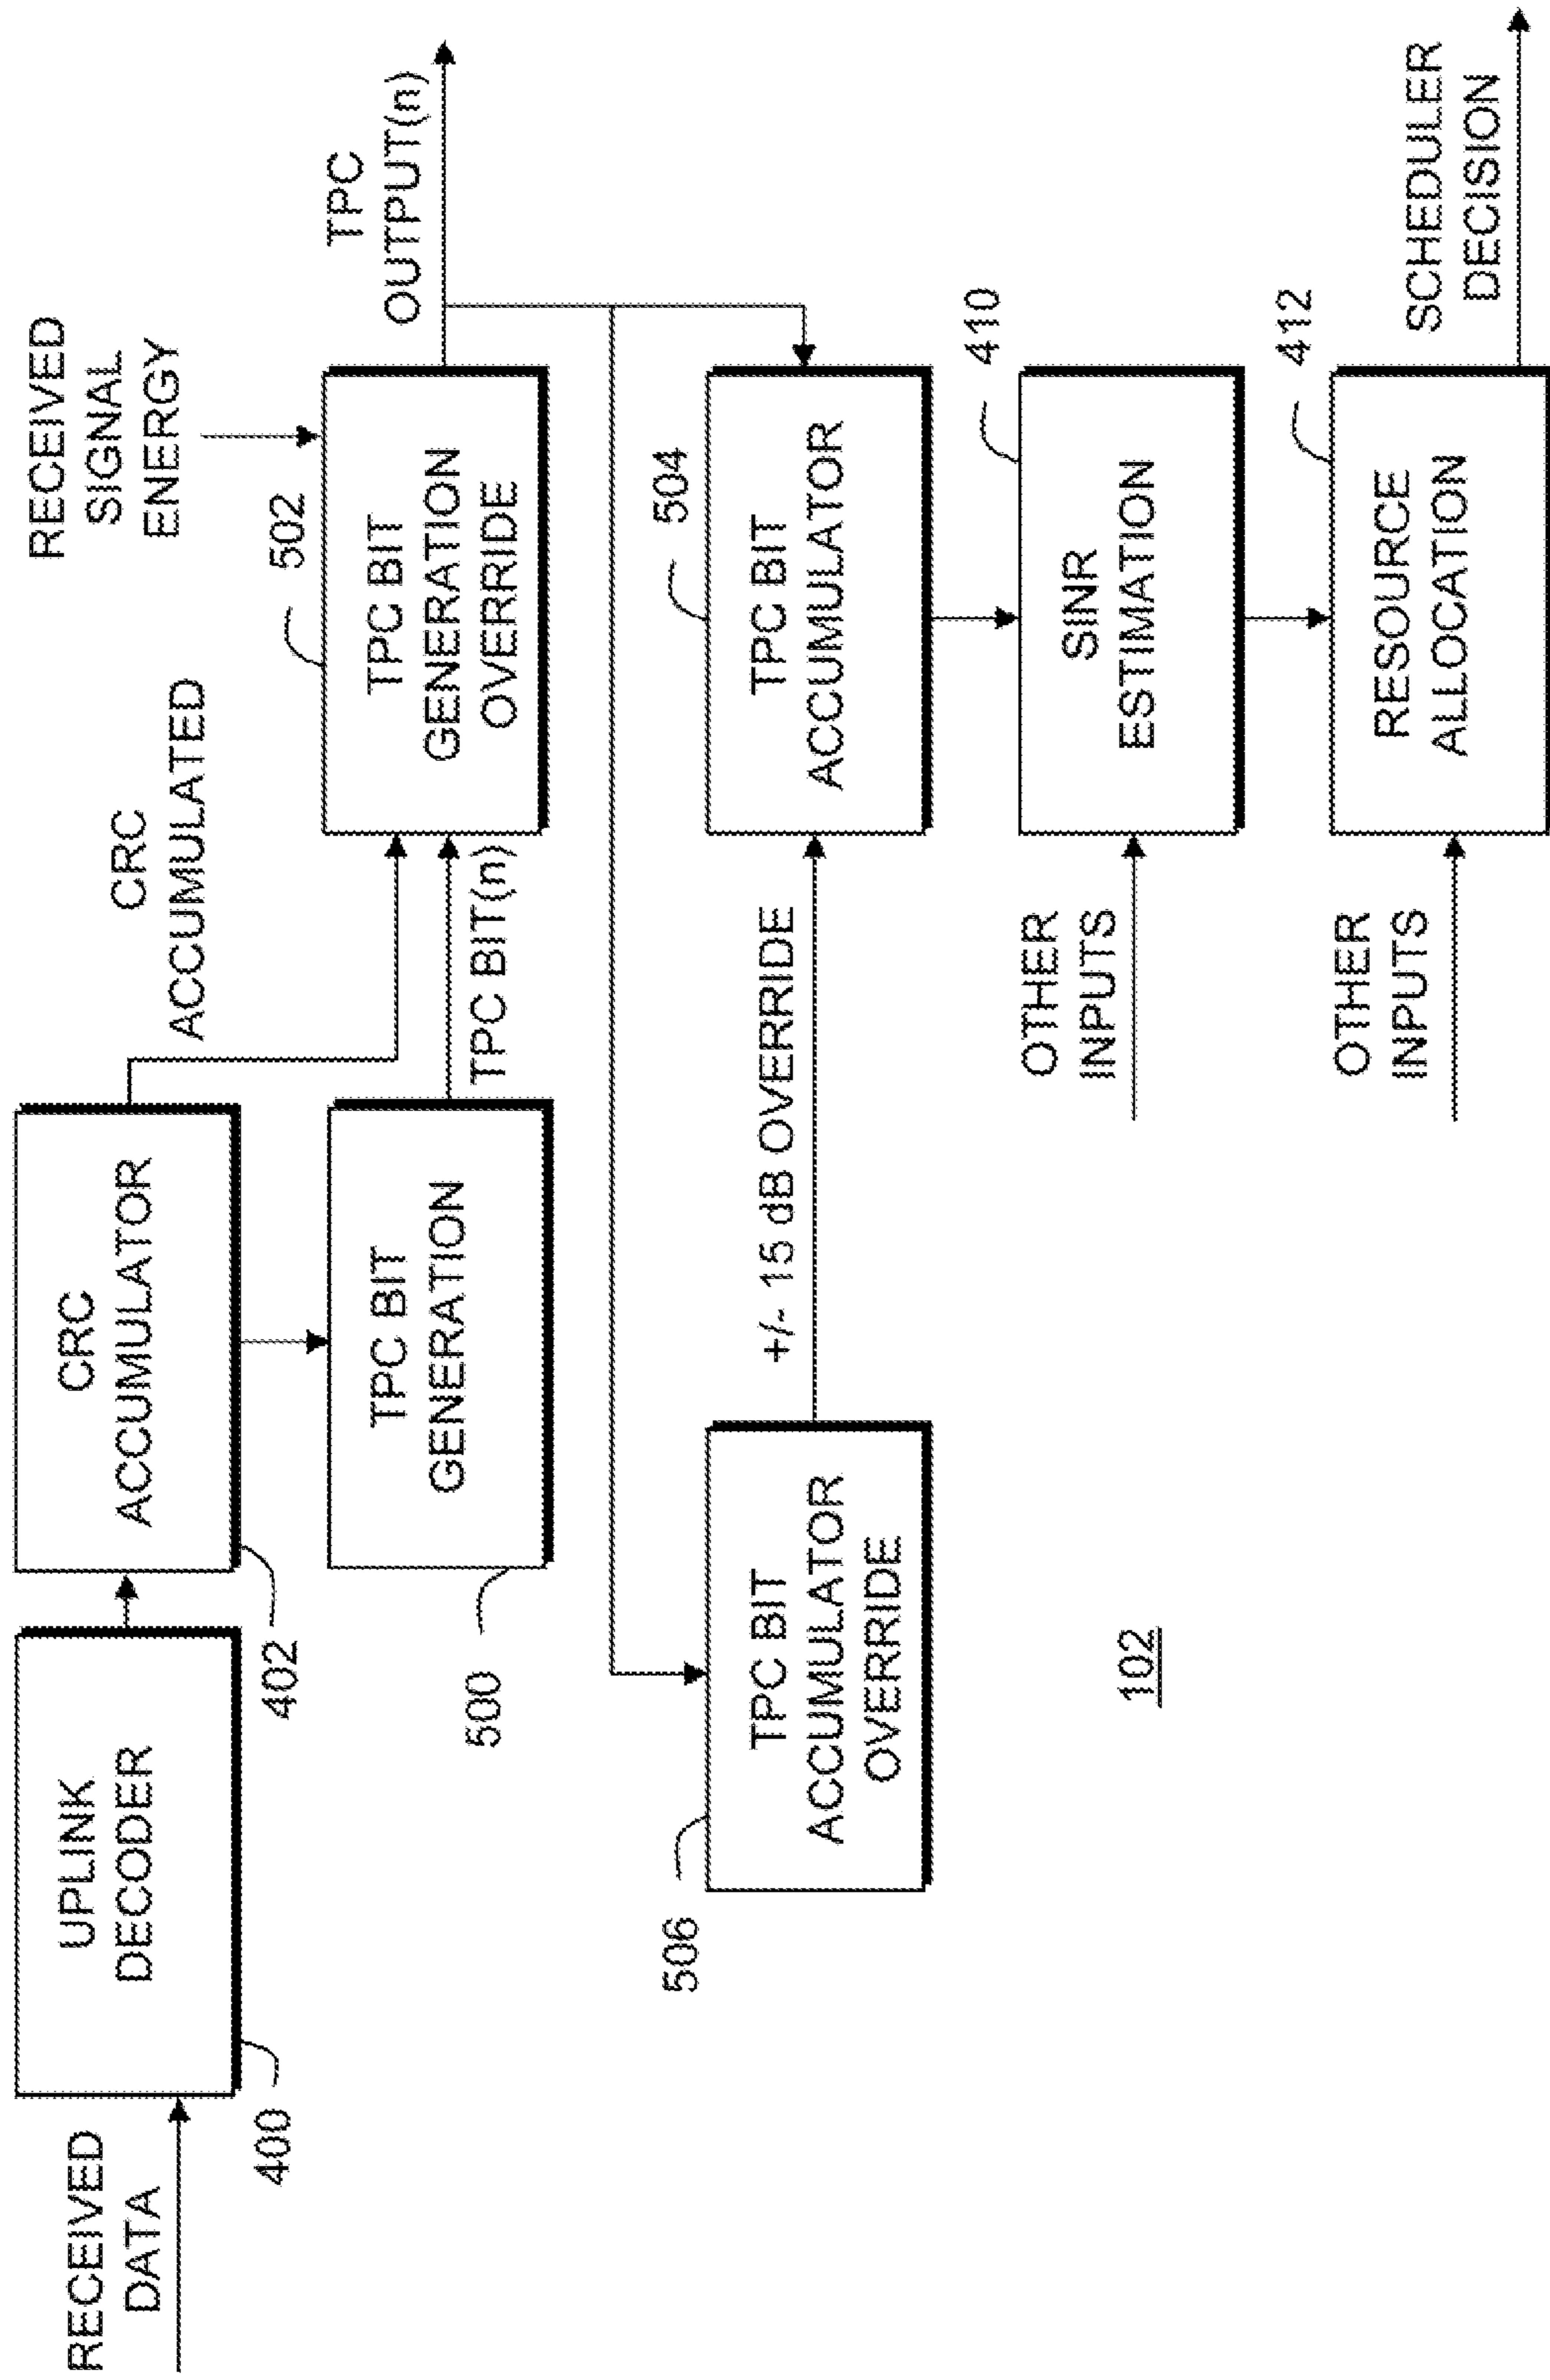 RECEIVED
DATA
UPLINK
DECODER
400
CRC
ACCUMULATOR
402
CRC
ACCUMULATED
TPC BIT
GENERATION
500
TPC BIT(n)
RECEIVED
SIGNAL
ENERGY
502
TPC BIT
GENERATION
OVERRIDE
TPC
OUTPUT(n)
506
TPC BIT
ACCUMULATOR
OVERRIDE
+/- 15 dB OVERRIDE
504
TPC BIT
ACCUMULATOR
OTHER
INPUTS
SINR
ESTIMATION
410
OTHER
INPUTS
RESOURCE
ALLOCATION
412
SCHEDULER
DECISION
102